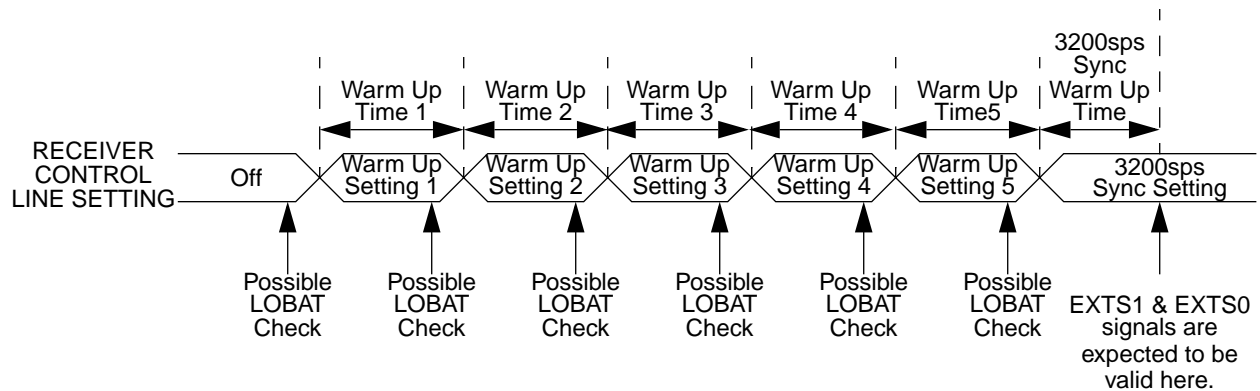 3200sps
Sync
Warm Up
Time 1
Warm Up
Time 2
Warm Up
Time 3
Warm Up
Time 4
Warm Up
Time5
Warm Up
Time
RECEIVER
CONTROL
LINE SETTING
Off
Warm Up
Setting 1
Warm Up
Setting 2
Warm Up
Setting 3
Warm Up
Setting 4
Warm Up
Setting 5
3200sps
Sync Setting
Possible
LOBAT
Check
Possible
LOBAT
Check
Possible
LOBAT
Check
Possible
LOBAT
Check
Possible
LOBAT
Check
Possible
LOBAT
Check
EXTS1 & EXTS0
signals are
expected to be
valid here.